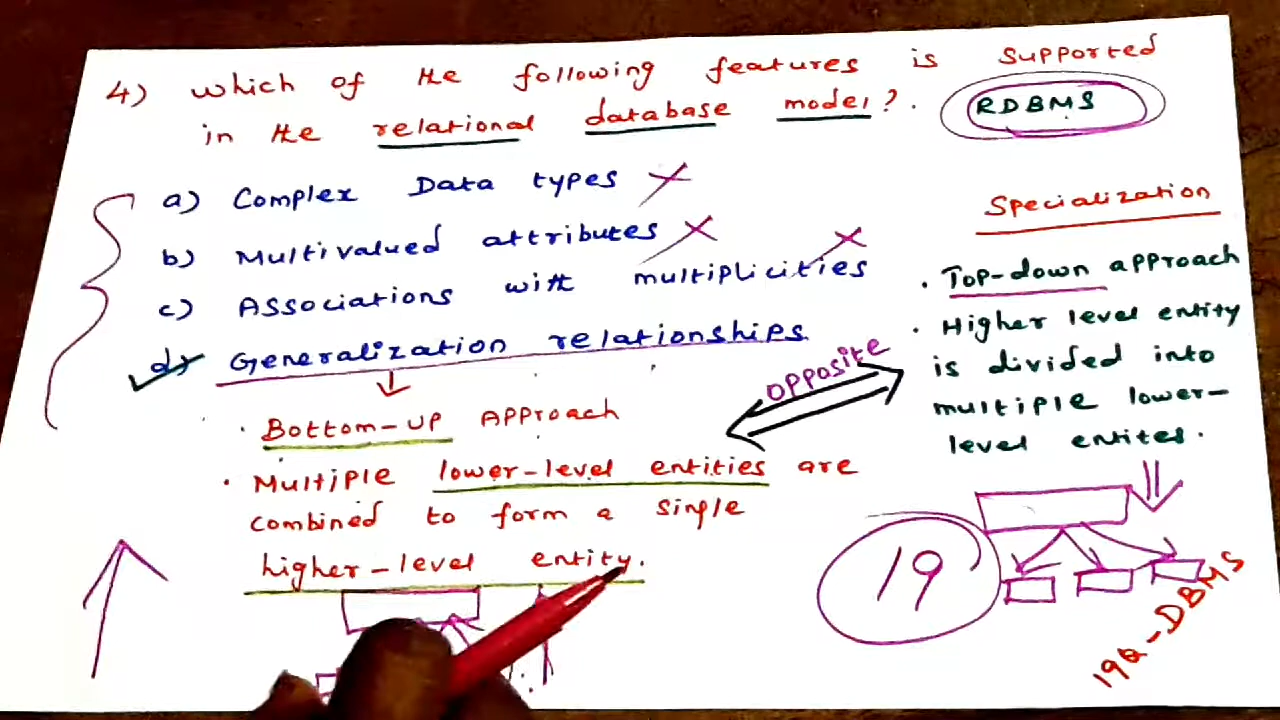 4) which of the following features is supported
in the relational database model?.
RDBMS
a) Complex Data types
b) Multivalued attributes
c) Associations with multiplicities
d) Generalization relationships.
Bottom-up Approach
Multiple lower-level entities are
combined to form a single
higher-level entity.
opposite
Specialization
Top-down approach
Higher level entity
is divided into
multiple lower-
level entites.
19
19Q-DBMS